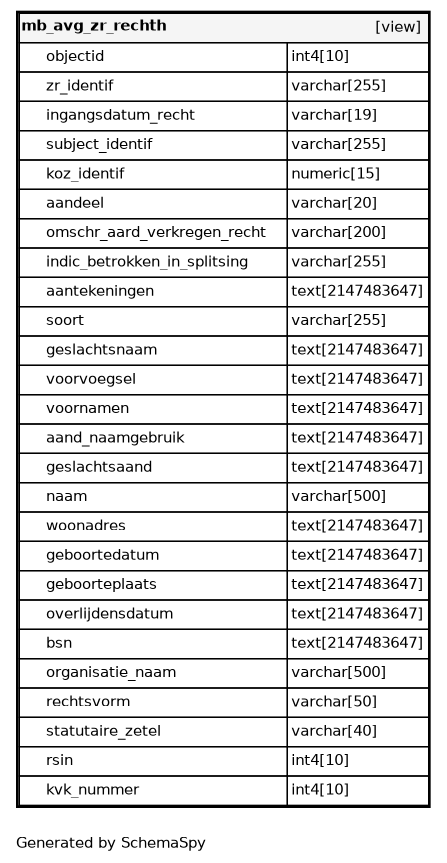 mb_avg_zr_rechth [view]
objectid int4[10]
zr_identif varchar[255]
ingangsdatum_recht varchar[19]
subject_identif varchar[255]
koz_identif numeric[15]
aandeel varchar[20]
omschr_aard_verkregen_recht varchar[200]
indic_betrokken_in_splitsing varchar[255]
aantekeningen text[2147483647]
soort varchar[255]
geslachtsnaam text[2147483647]
voorvoegsel text[2147483647]
voornamen text[2147483647]
aand_naamgebruik text[2147483647]
geslachtsaand text[2147483647]
naam varchar[500]
woonadres text[2147483647]
geboortedatum text[2147483647]
geboorteplaats text[2147483647]
overlijdensdatum text[2147483647]
bsn text[2147483647]
organisatie_naam varchar[500]
rechtsvorm varchar[50]
statutaire_zetel varchar[40]
rsin int4[10]
kvk_nummer int4[10]
Generated by SchemaSpy